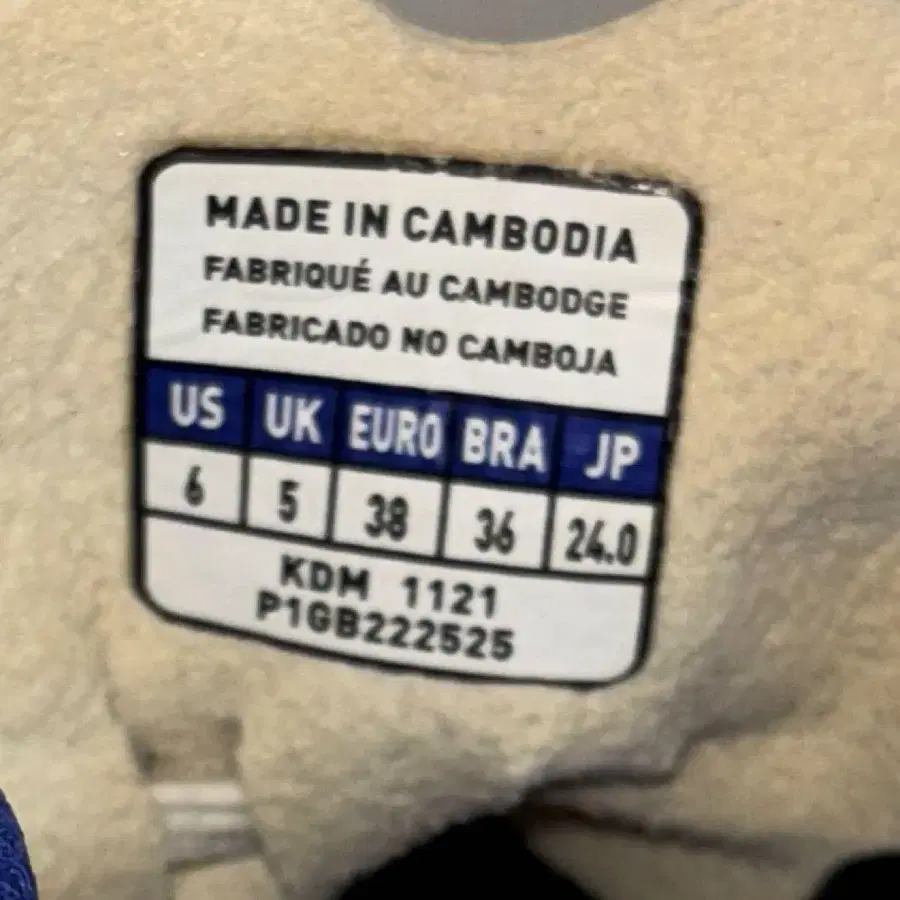 MADE IN CAMBODIA
FABRIQUÉ AU CAMBODGE
FABRICADO NO CAMBOJA
US UK EURO BRA JP
6 5 38 36 24.0
KDM 1121
P1GB222525